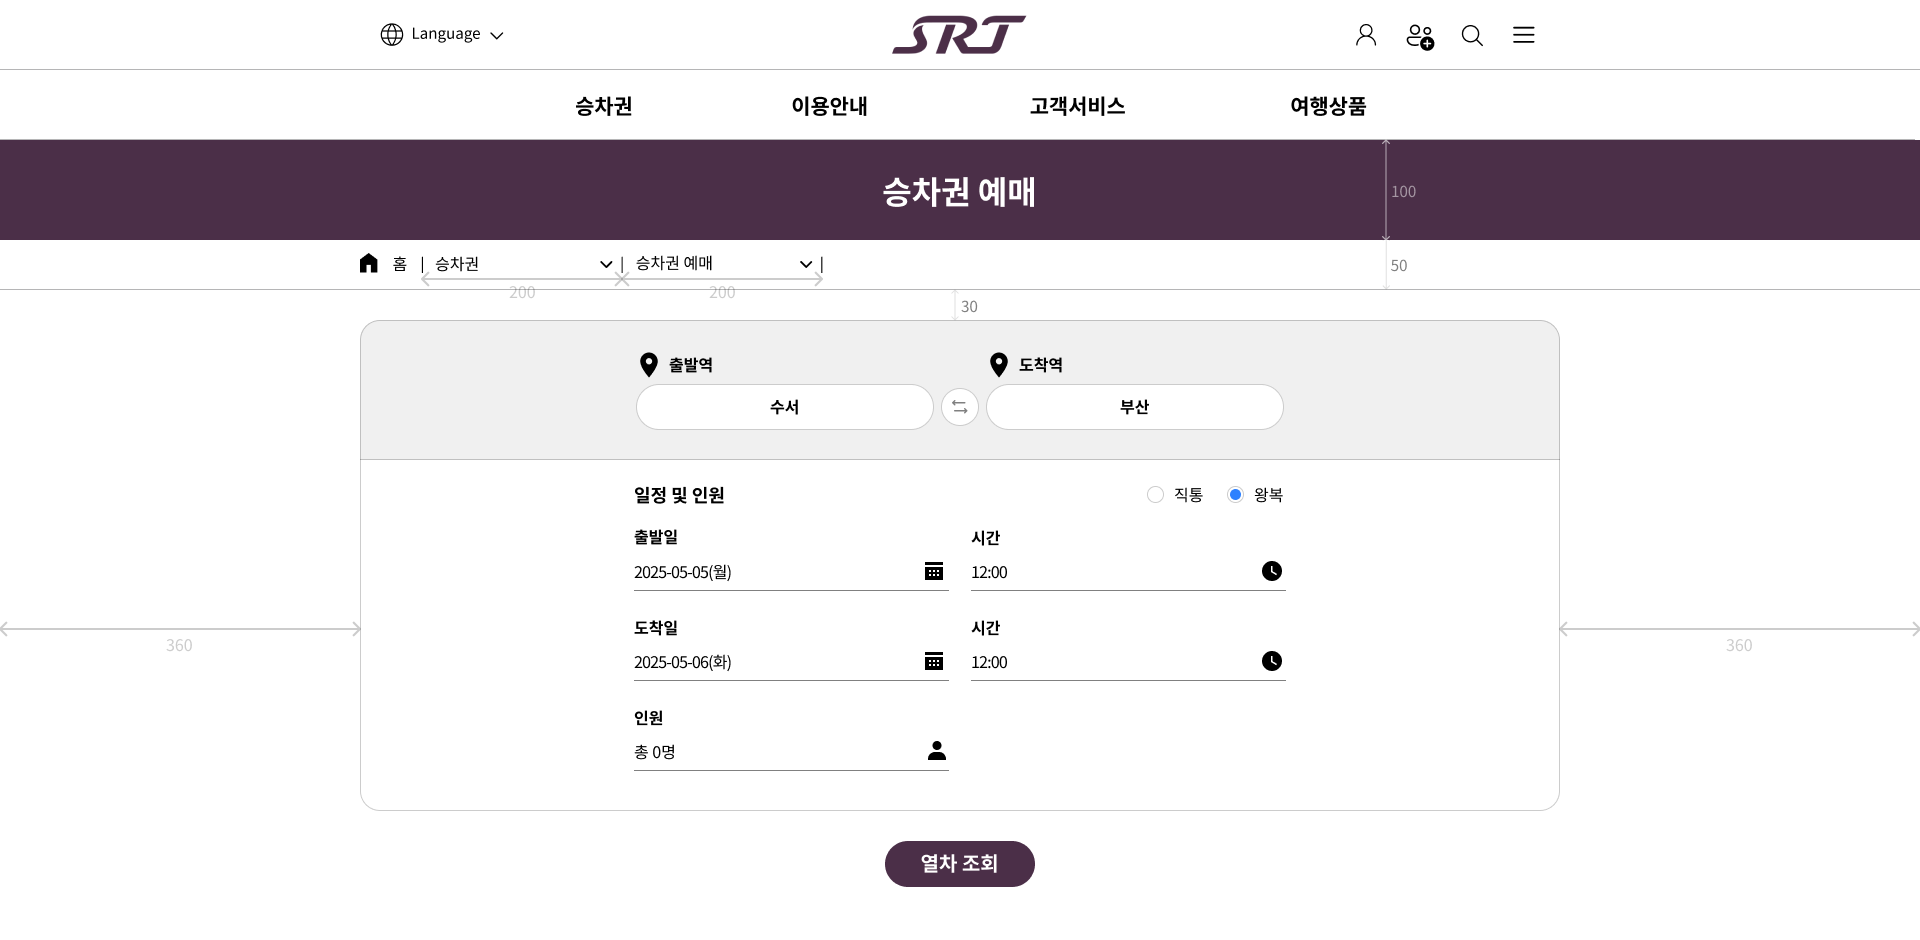 Language
SRT
승차권 이용안내 고객서비스 여행상품
승차권 예매
100
홈 | 승차권 | 승차권 예매 |
50
200 200
30
출발역 도착역
수서 부산
일정 및 인원 직통 왕복
출발일 시간
2025-05-05(월) 12:00
도착일 시간
360 360
2025-05-06(화) 12:00
인원
총 0명
열차 조회